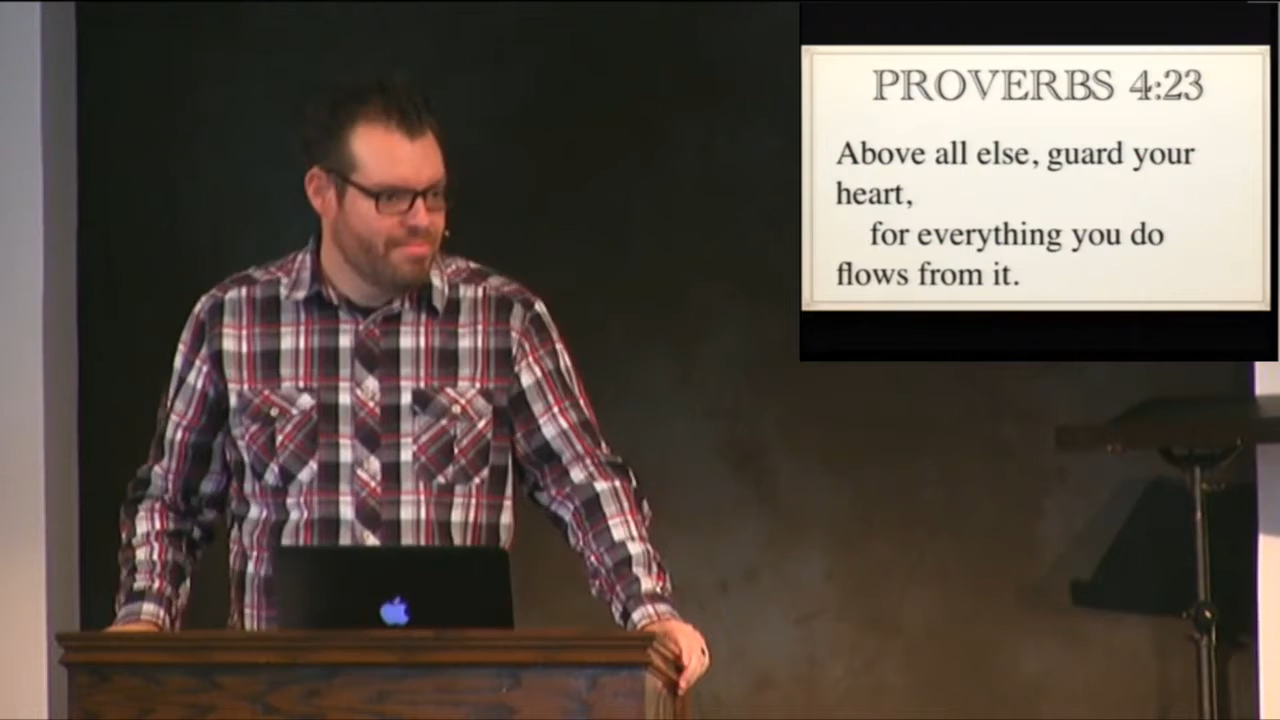 PROVERBS 4:23
Above all else, guard your
heart,
for everything you do
flows from it.